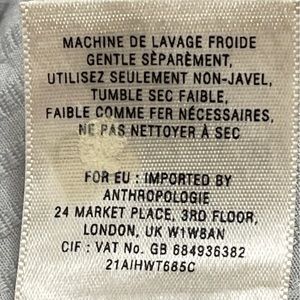 MACHINE DE LAVAGE FROIDE
GENTLE SÈPARÈMENT,
UTILISEZ SEULEMENT NON-JAVEL,
TUMBLE SEC FAIBLE,
FAIBLE COMME FER NÉCESSAIRES,
NE PAS NETTOYER À SEC
FOR EU : IMPORTED BY
ANTHROPOLOGIE
24 MARKET PLACE, 3RD FLOOR,
LONDON, UK W1W8AN
CIF : VAT No. GB 684936382
21AIHWT685C